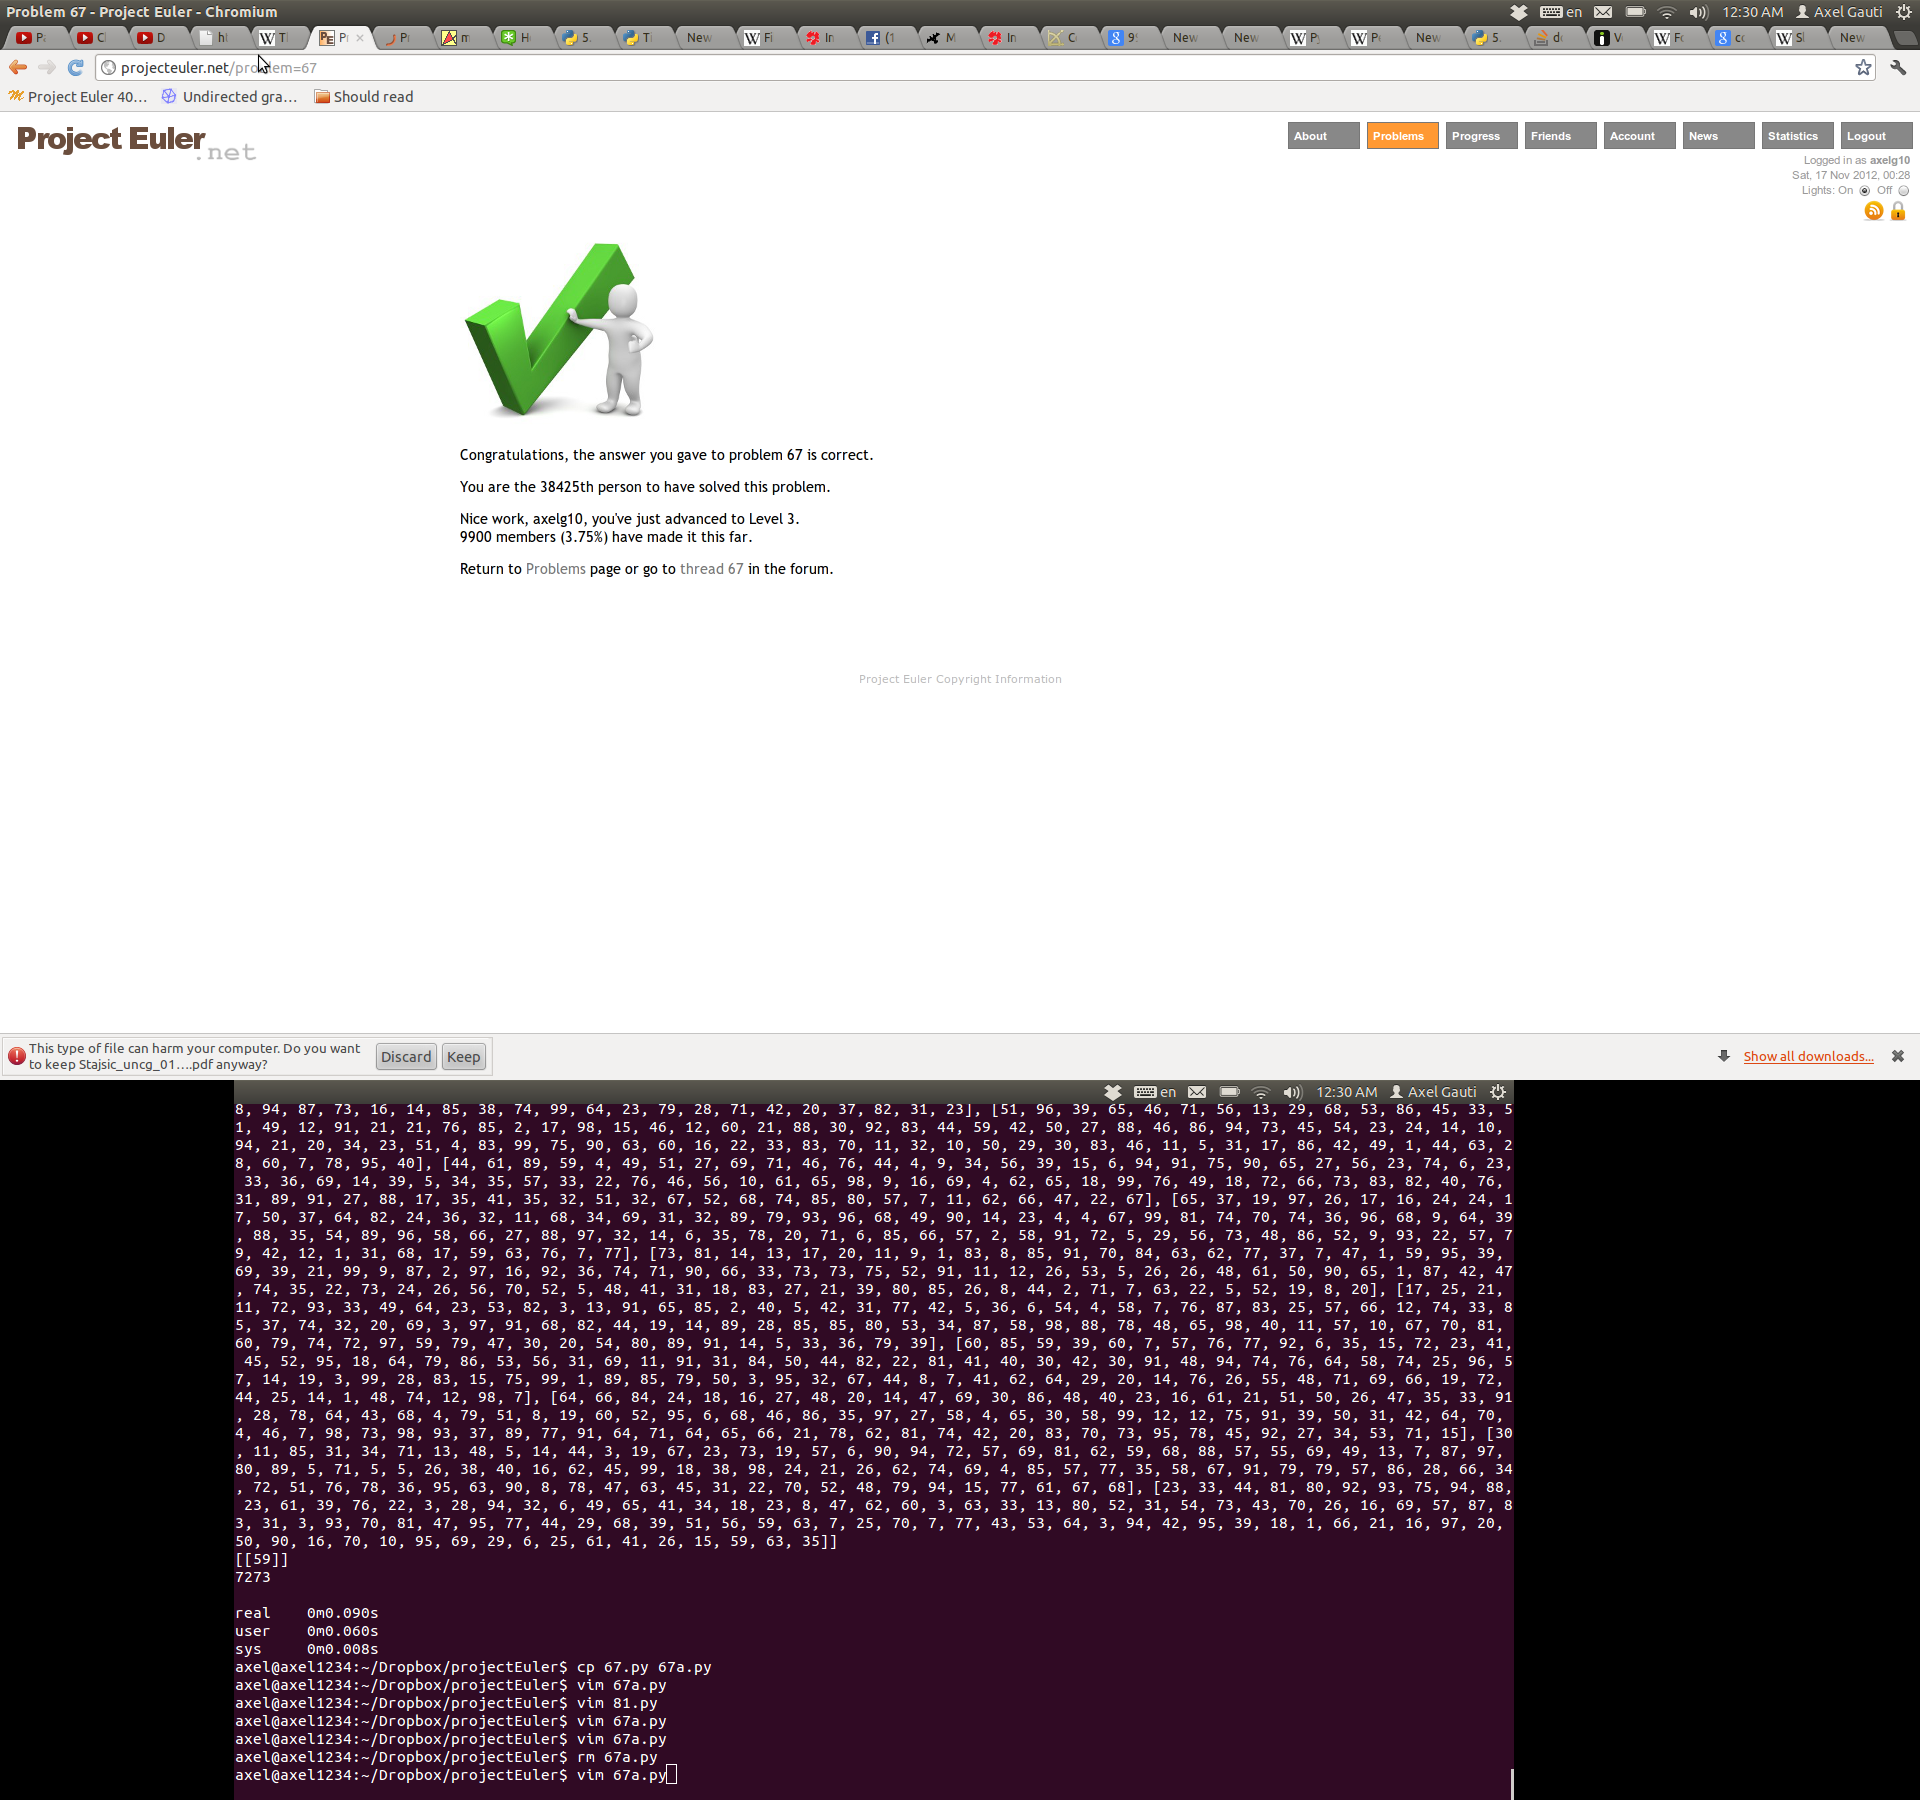 Problem 67 - Project Euler - Chromium
en 12:30 AM Axel Gauti
P C D h T P × P m H 5. T New Fi In (1 M In C 9 New New P Pe New 5. d V Fo co Sl New
projecteuler.net/problem=67
Project Euler 40... Undirected gra... Should read
Project Euler .net
About Problems Progress Friends Account News Statistics Logout
Logged in as axelg10
Sat, 17 Nov 2012, 00:28
Lights: On Off
Congratulations, the answer you gave to problem 67 is correct.
You are the 38425th person to have solved this problem.
Nice work, axelg10, you've just advanced to Level 3.
9900 members (3.75%) have made it this far.
Return to Problems page or go to thread 67 in the forum.
Project Euler Copyright Information
This type of file can harm your computer. Do you want
to keep Stajsic_uncg_01....pdf anyway?
Discard Keep
Show all downloads...
en 12:30 AM Axel Gauti
8, 94, 87, 73, 16, 14, 85, 38, 74, 99, 64, 23, 79, 28, 71, 42, 20, 37, 82, 31, 23], [51, 96, 39, 65, 46, 71, 56, 13, 29, 68, 53, 86, 45, 33, 5
1, 49, 12, 91, 21, 21, 76, 85, 2, 17, 98, 15, 46, 12, 60, 21, 88, 30, 92, 83, 44, 59, 42, 50, 27, 88, 46, 86, 94, 73, 45, 54, 23, 24, 14, 10,
94, 21, 20, 34, 23, 51, 4, 83, 99, 75, 90, 63, 60, 16, 22, 33, 83, 70, 11, 32, 10, 50, 29, 30, 83, 46, 11, 5, 31, 17, 86, 42, 49, 1, 44, 63, 2
8, 60, 7, 78, 95, 40], [44, 61, 89, 59, 4, 49, 51, 27, 69, 71, 46, 76, 44, 4, 9, 34, 56, 39, 15, 6, 94, 91, 75, 90, 65, 27, 56, 23, 74, 6, 23,
33, 36, 69, 14, 39, 5, 34, 35, 57, 33, 22, 76, 46, 56, 10, 61, 65, 98, 9, 16, 69, 4, 62, 65, 18, 99, 76, 49, 18, 72, 66, 73, 83, 82, 40, 76,
31, 89, 91, 27, 88, 17, 35, 41, 35, 32, 51, 32, 67, 52, 68, 74, 85, 80, 57, 7, 11, 62, 66, 47, 22, 67], [65, 37, 19, 97, 26, 17, 16, 24, 24, 1
7, 50, 37, 64, 82, 24, 36, 32, 11, 68, 34, 69, 31, 32, 89, 79, 93, 96, 68, 49, 90, 14, 23, 4, 4, 67, 99, 81, 74, 70, 74, 36, 96, 68, 9, 64, 39
, 88, 35, 54, 89, 96, 58, 66, 27, 88, 97, 32, 14, 6, 35, 78, 20, 71, 6, 85, 66, 57, 2, 58, 91, 72, 5, 29, 56, 73, 48, 86, 52, 9, 93, 22, 57, 7
9, 42, 12, 1, 31, 68, 17, 59, 63, 76, 7, 77], [73, 81, 14, 13, 17, 20, 11, 9, 1, 83, 8, 85, 91, 70, 84, 63, 62, 77, 37, 7, 47, 1, 59, 95, 39,
69, 39, 21, 99, 9, 87, 2, 97, 16, 92, 36, 74, 71, 90, 66, 33, 73, 73, 75, 52, 91, 11, 12, 26, 53, 5, 26, 26, 48, 61, 50, 90, 65, 1, 87, 42, 47
, 74, 35, 22, 73, 24, 26, 56, 70, 52, 5, 48, 41, 31, 18, 83, 27, 21, 39, 80, 85, 26, 8, 44, 2, 71, 7, 63, 22, 5, 52, 19, 8, 20], [17, 25, 21,
11, 72, 93, 33, 49, 64, 23, 53, 82, 3, 13, 91, 65, 85, 2, 40, 5, 42, 31, 77, 42, 5, 36, 6, 54, 4, 58, 7, 76, 87, 83, 25, 57, 66, 12, 74, 33, 8
5, 37, 74, 32, 20, 69, 3, 97, 91, 68, 82, 44, 19, 14, 89, 28, 85, 85, 80, 53, 34, 87, 58, 98, 88, 78, 48, 65, 98, 40, 11, 57, 10, 67, 70, 81,
60, 79, 74, 72, 97, 59, 79, 47, 30, 20, 54, 80, 89, 91, 14, 5, 33, 36, 79, 39], [60, 85, 59, 39, 60, 7, 57, 76, 77, 92, 6, 35, 15, 72, 23, 41,
45, 52, 95, 18, 64, 79, 86, 53, 56, 31, 69, 11, 91, 31, 84, 50, 44, 82, 22, 81, 41, 40, 30, 42, 30, 91, 48, 94, 74, 76, 64, 58, 74, 25, 96, 5
7, 14, 19, 3, 99, 28, 83, 15, 75, 99, 1, 89, 85, 79, 50, 3, 95, 32, 67, 44, 8, 7, 41, 62, 64, 29, 20, 14, 76, 26, 55, 48, 71, 69, 66, 19, 72,
44, 25, 14, 1, 48, 74, 12, 98, 7], [64, 66, 84, 24, 18, 16, 27, 48, 20, 14, 47, 69, 30, 86, 48, 40, 23, 16, 61, 21, 51, 50, 26, 47, 35, 33, 91
, 28, 78, 64, 43, 68, 4, 79, 51, 8, 19, 60, 52, 95, 6, 68, 46, 86, 35, 97, 27, 58, 4, 65, 30, 58, 99, 12, 12, 75, 91, 39, 50, 31, 42, 64, 70,
4, 46, 7, 98, 73, 98, 93, 37, 89, 77, 91, 64, 71, 64, 65, 66, 21, 78, 62, 81, 74, 42, 20, 83, 70, 73, 95, 78, 45, 92, 27, 34, 53, 71, 15], [30
, 11, 85, 31, 34, 71, 13, 48, 5, 14, 44, 3, 19, 67, 23, 73, 19, 57, 6, 90, 94, 72, 57, 69, 81, 62, 59, 68, 88, 57, 55, 69, 49, 13, 7, 87, 97,
80, 89, 5, 71, 5, 5, 26, 38, 40, 16, 62, 45, 99, 18, 38, 98, 24, 21, 26, 62, 74, 69, 4, 85, 57, 77, 35, 58, 67, 91, 79, 79, 57, 86, 28, 66, 34
, 72, 51, 76, 78, 36, 95, 63, 90, 8, 78, 47, 63, 45, 31, 22, 70, 52, 48, 79, 94, 15, 77, 61, 67, 68], [23, 33, 44, 81, 80, 92, 93, 75, 94, 88,
23, 61, 39, 76, 22, 3, 28, 94, 32, 6, 49, 65, 41, 34, 18, 23, 8, 47, 62, 60, 3, 63, 33, 13, 80, 52, 31, 54, 73, 43, 70, 26, 16, 69, 57, 87, 8
3, 31, 3, 93, 70, 81, 47, 95, 77, 44, 29, 68, 39, 51, 56, 59, 63, 7, 25, 70, 7, 77, 43, 53, 64, 3, 94, 42, 95, 39, 18, 1, 66, 21, 16, 97, 20,
50, 90, 16, 70, 10, 95, 69, 29, 6, 25, 61, 41, 26, 15, 59, 63, 35]]
[[59]]
7273
real 0m0.090s
user 0m0.060s
sys 0m0.008s
axel@axel1234:~/Dropbox/projectEuler$ cp 67.py 67a.py
axel@axel1234:~/Dropbox/projectEuler$ vim 67a.py
axel@axel1234:~/Dropbox/projectEuler$ vim 81.py
axel@axel1234:~/Dropbox/projectEuler$ vim 67a.py
axel@axel1234:~/Dropbox/projectEuler$ vim 67a.py
axel@axel1234:~/Dropbox/projectEuler$ rm 67a.py
axel@axel1234:~/Dropbox/projectEuler$ vim 67a.py